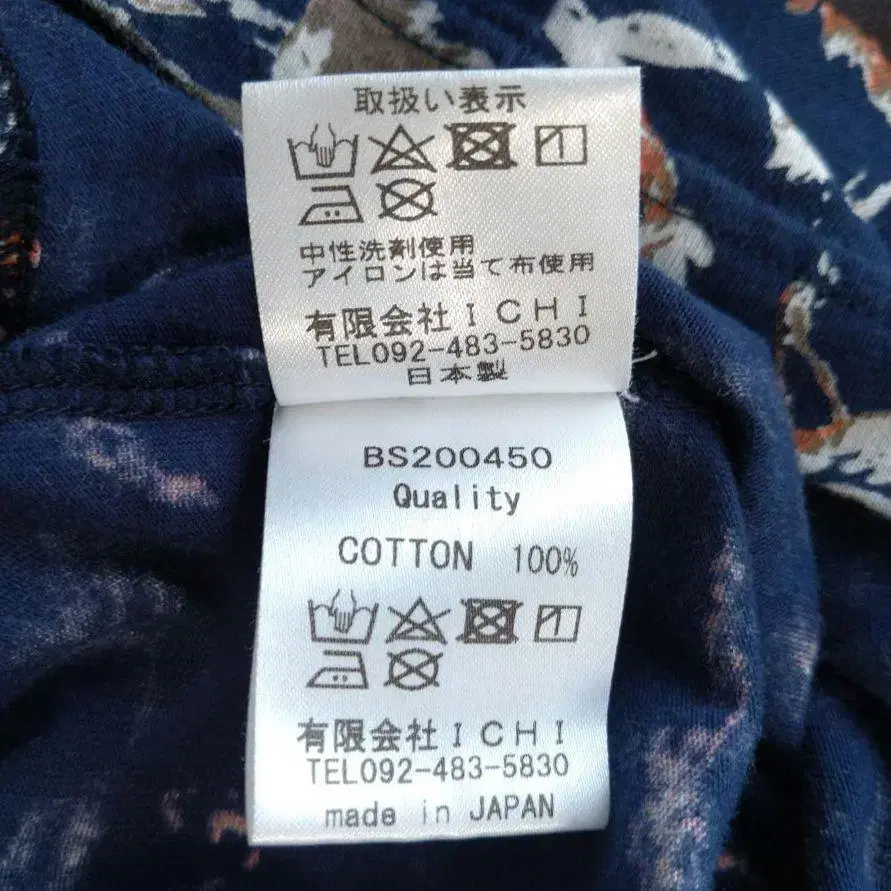 取扱い表示
中性洗剤使用
アイロンは当て布使用
有限会社ICHI
TEL092-483-5830
日本製
BS200450
Quality
COTTON 100%
有限会社ICHI
TEL092-483-5830
made in JAPAN